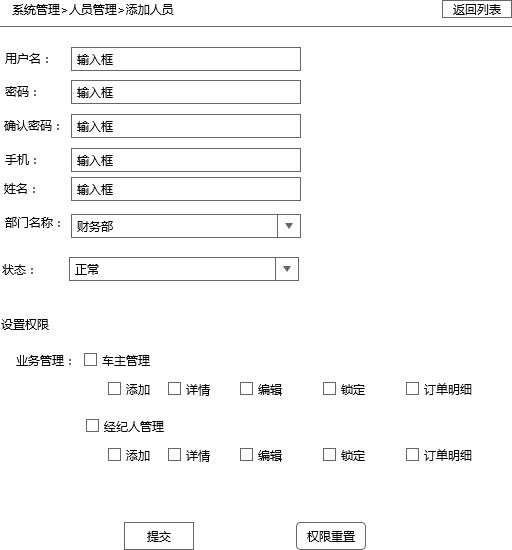 系统管理>人员管理>添加人员 返回列表
用户名： 输入框
密码： 输入框
确认密码： 输入框
手机： 输入框
姓名： 输入框
部门名称： 财务部
状态： 正常
设置权限
业务管理： 车主管理
添加 详情 编辑 锁定 订单明细
经纪人管理
添加 详情 编辑 锁定 订单明细
提交 权限重置